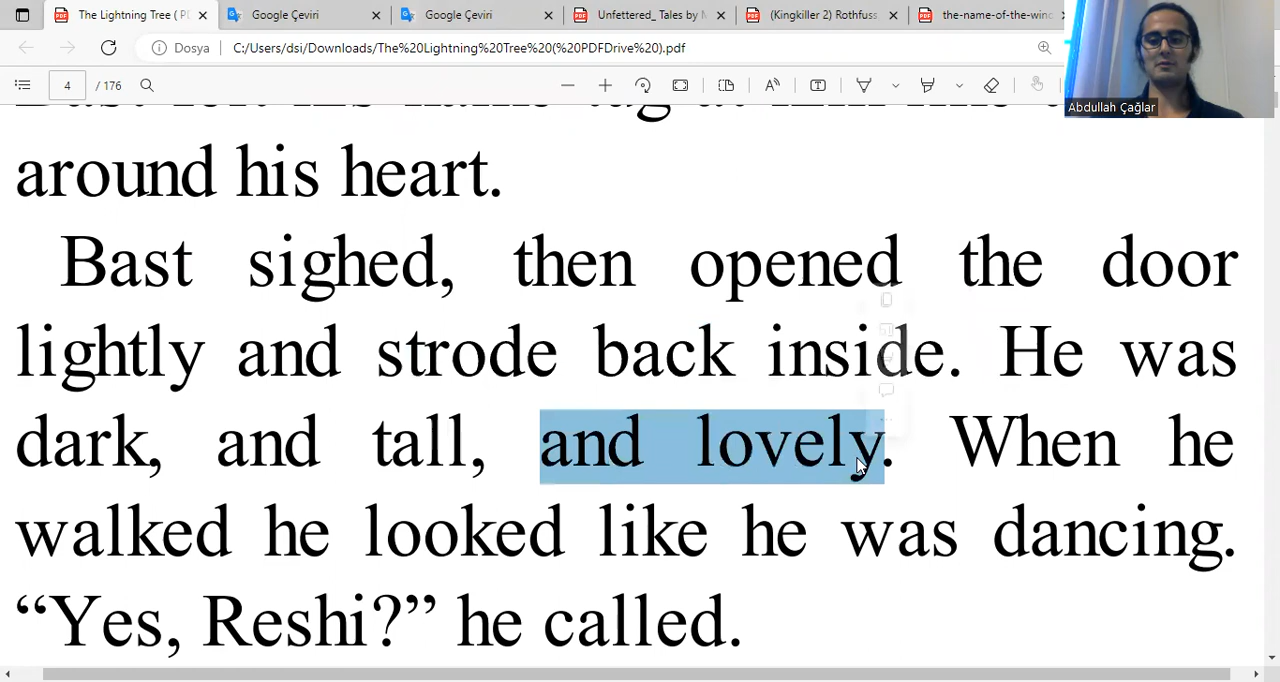 The Lightning Tree ( P
Google Çeviri
Google Çeviri
Unfettered_ Tales by
(Kingkiller 2) Rothfuss
the-name-of-the-wind
Dosya
C:/Users/dsi/Downloads/The%20Lightning%20Tree%20(%20PDFDrive%20).pdf
4 / 176
Abdullah Çağlar
around his heart.
Bast sighed, then opened the door
lightly and strode back inside. He was
dark, and tall, and lovely. When he
walked he looked like he was dancing.
“Yes, Reshi?” he called.